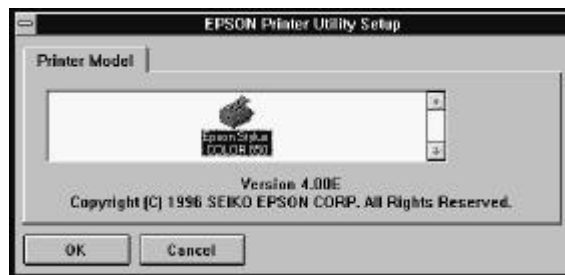 EPSON Printer Utility Setup
Printer Model
Epson Stylus
COLOR 850
Version 4.00E
Copyright (C) 1996 SEIKO EPSON CORP. All Rights Reserved.
OK
Cancel